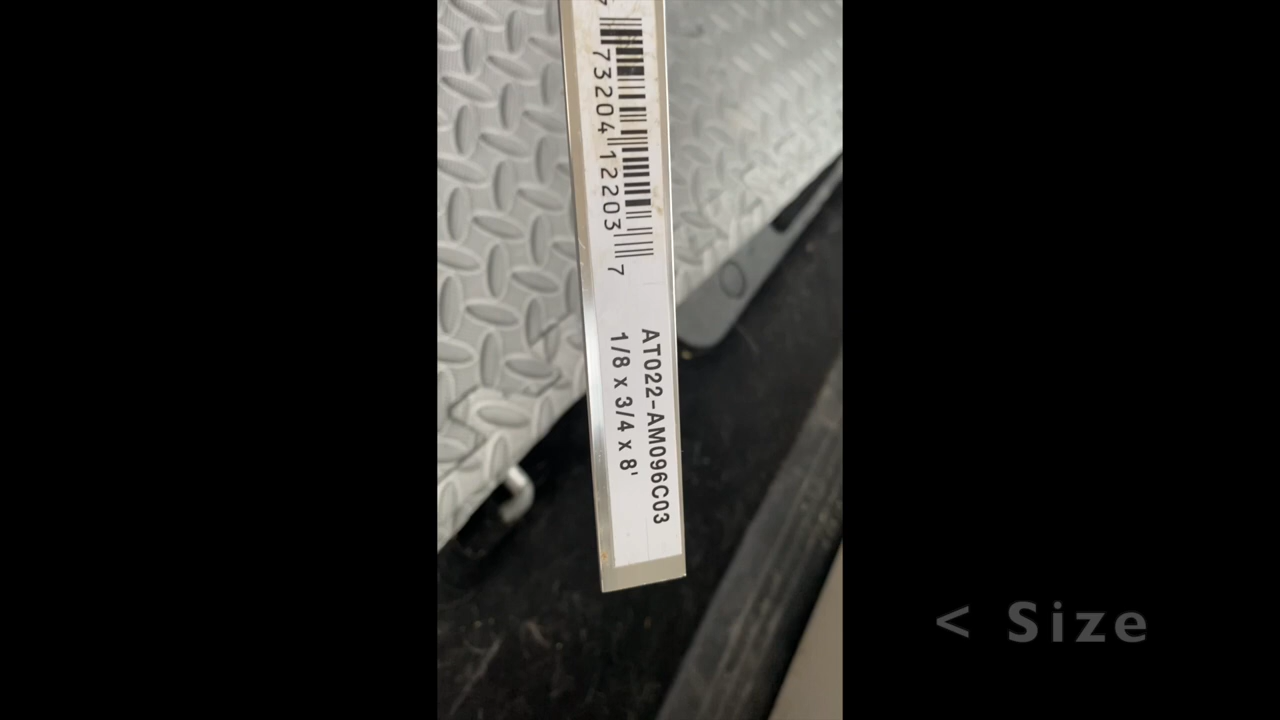 73204 12203 7
AT022-AM096C03
1/8 x 3/4 x 8'
< Size